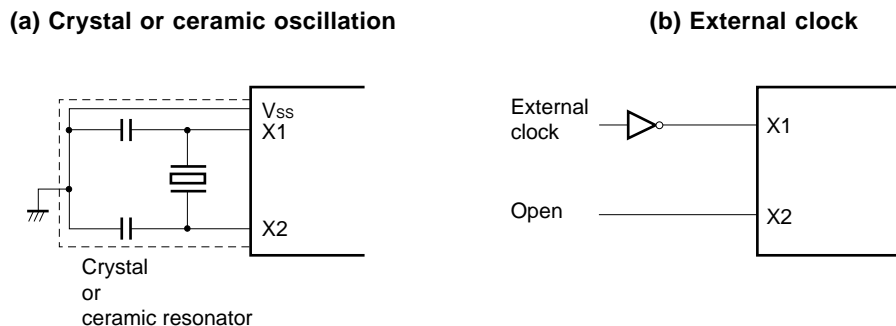 (a) Crystal or ceramic oscillation
VSS
X1
X2
Crystal
or
ceramic resonator
(b) External clock
External
clock
X1
Open
X2